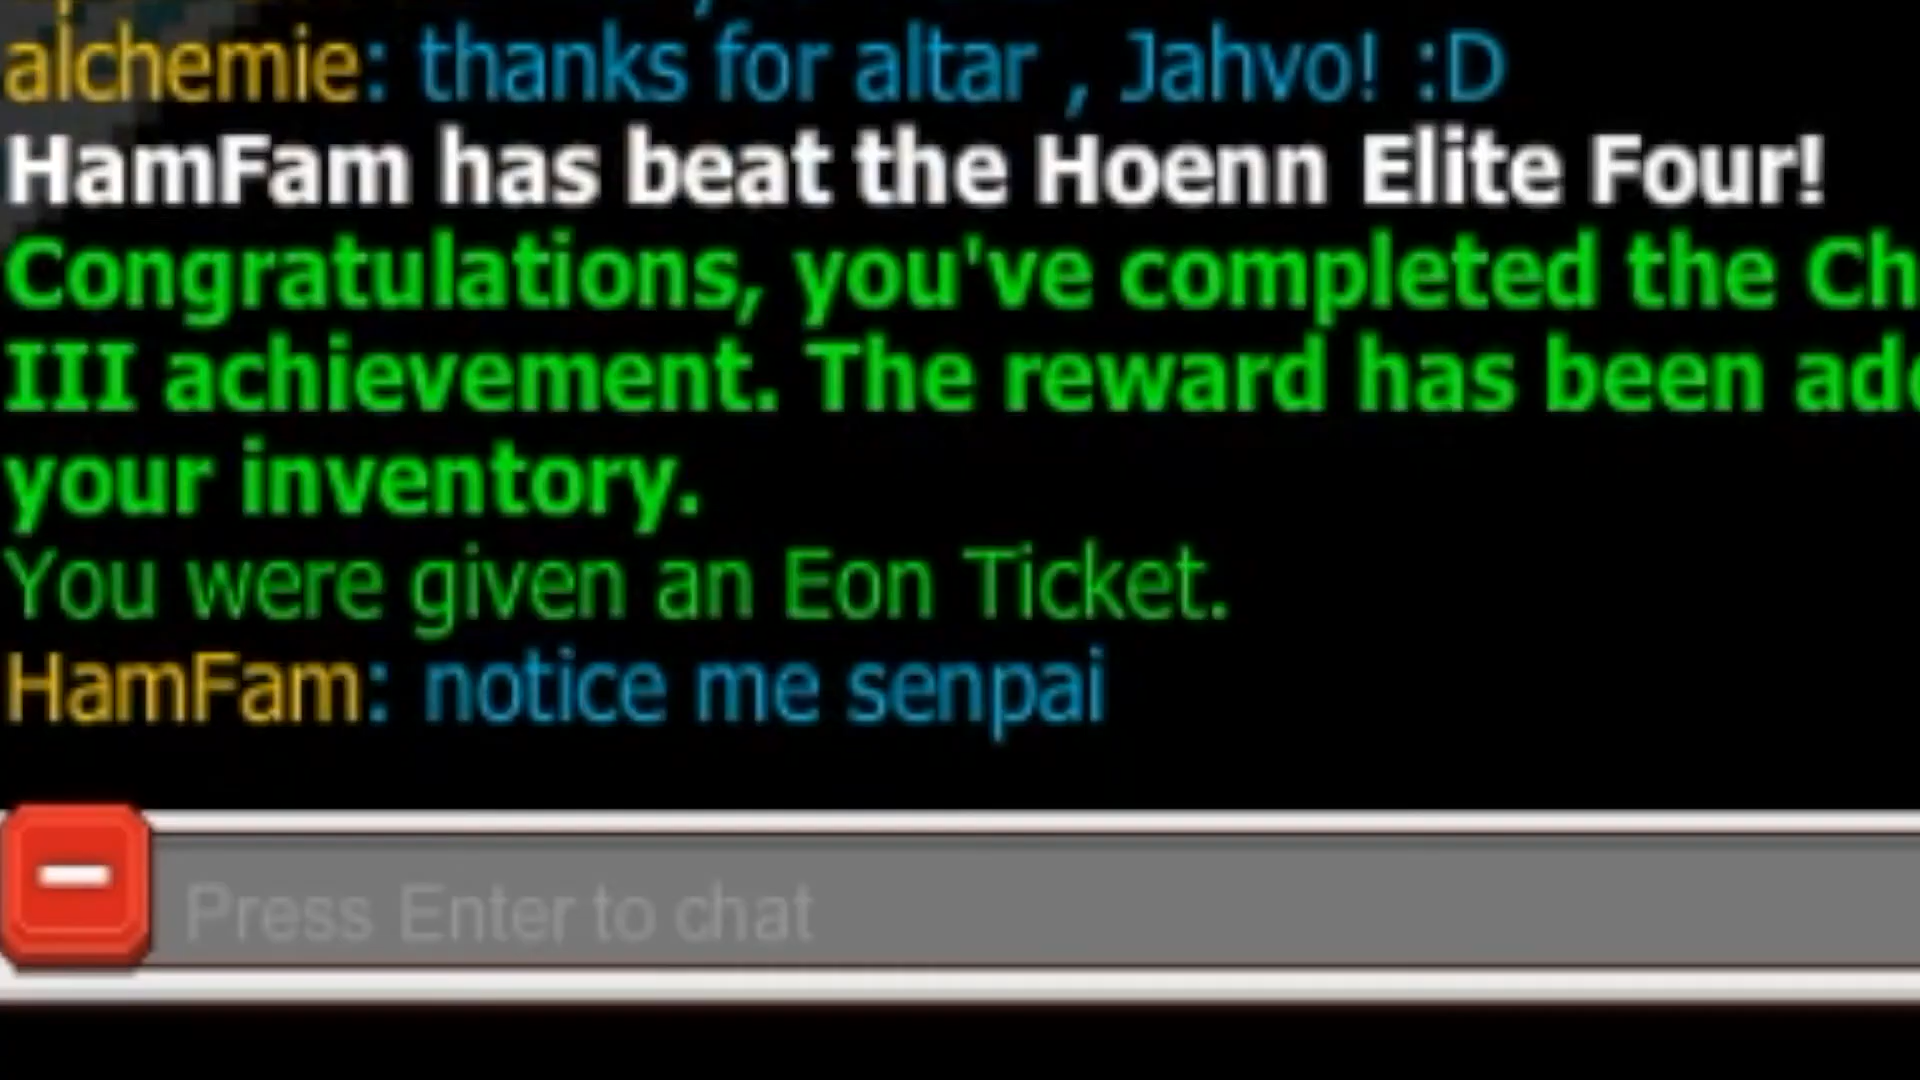 alchemie: thanks for altar , Jahvo! :D
HamFam has beat the Hoenn Elite Four!
Congratulations, you've completed the
III achievement. The reward has been
your inventory.
You were given an Eon Ticket.
HamFam: notice me senpai
Press Enter to chat